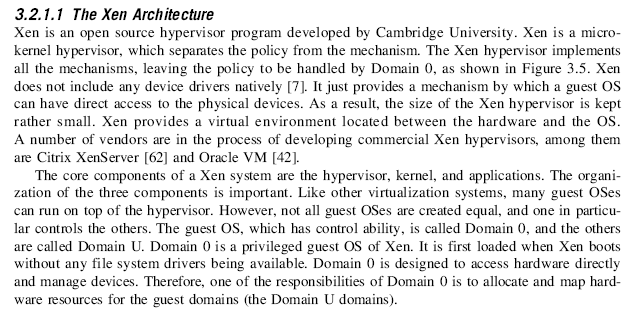 3.2.1.1 The Xen Architecture
Xen is an open source hypervisor program developed by Cambridge University. Xen is a micro-
kernel hypervisor, which separates the policy from the mechanism. The Xen hypervisor implements
all the mechanisms, leaving the policy to be handled by Domain 0, as shown in Figure 3.5. Xen
does not include any device drivers natively [7]. It just provides a mechanism by which a guest OS
can have direct access to the physical devices. As a result, the size of the Xen hypervisor is kept
rather small. Xen provides a virtual environment located between the hardware and the OS.
A number of vendors are in the process of developing commercial Xen hypervisors, among them
are Citrix XenServer [62] and Oracle VM [42].
The core components of a Xen system are the hypervisor, kernel, and applications. The organi-
zation of the three components is important. Like other virtualization systems, many guest OSes
can run on top of the hypervisor. However, not all guest OSes are created equal, and one in particu-
lar controls the others. The guest OS, which has control ability, is called Domain 0, and the others
are called Domain U. Domain 0 is a privileged guest OS of Xen. It is first loaded when Xen boots
without any file system drivers being available. Domain 0 is designed to access hardware directly
and manage devices. Therefore, one of the responsibilities of Domain 0 is to allocate and map hard-
ware resources for the guest domains (the Domain U domains).